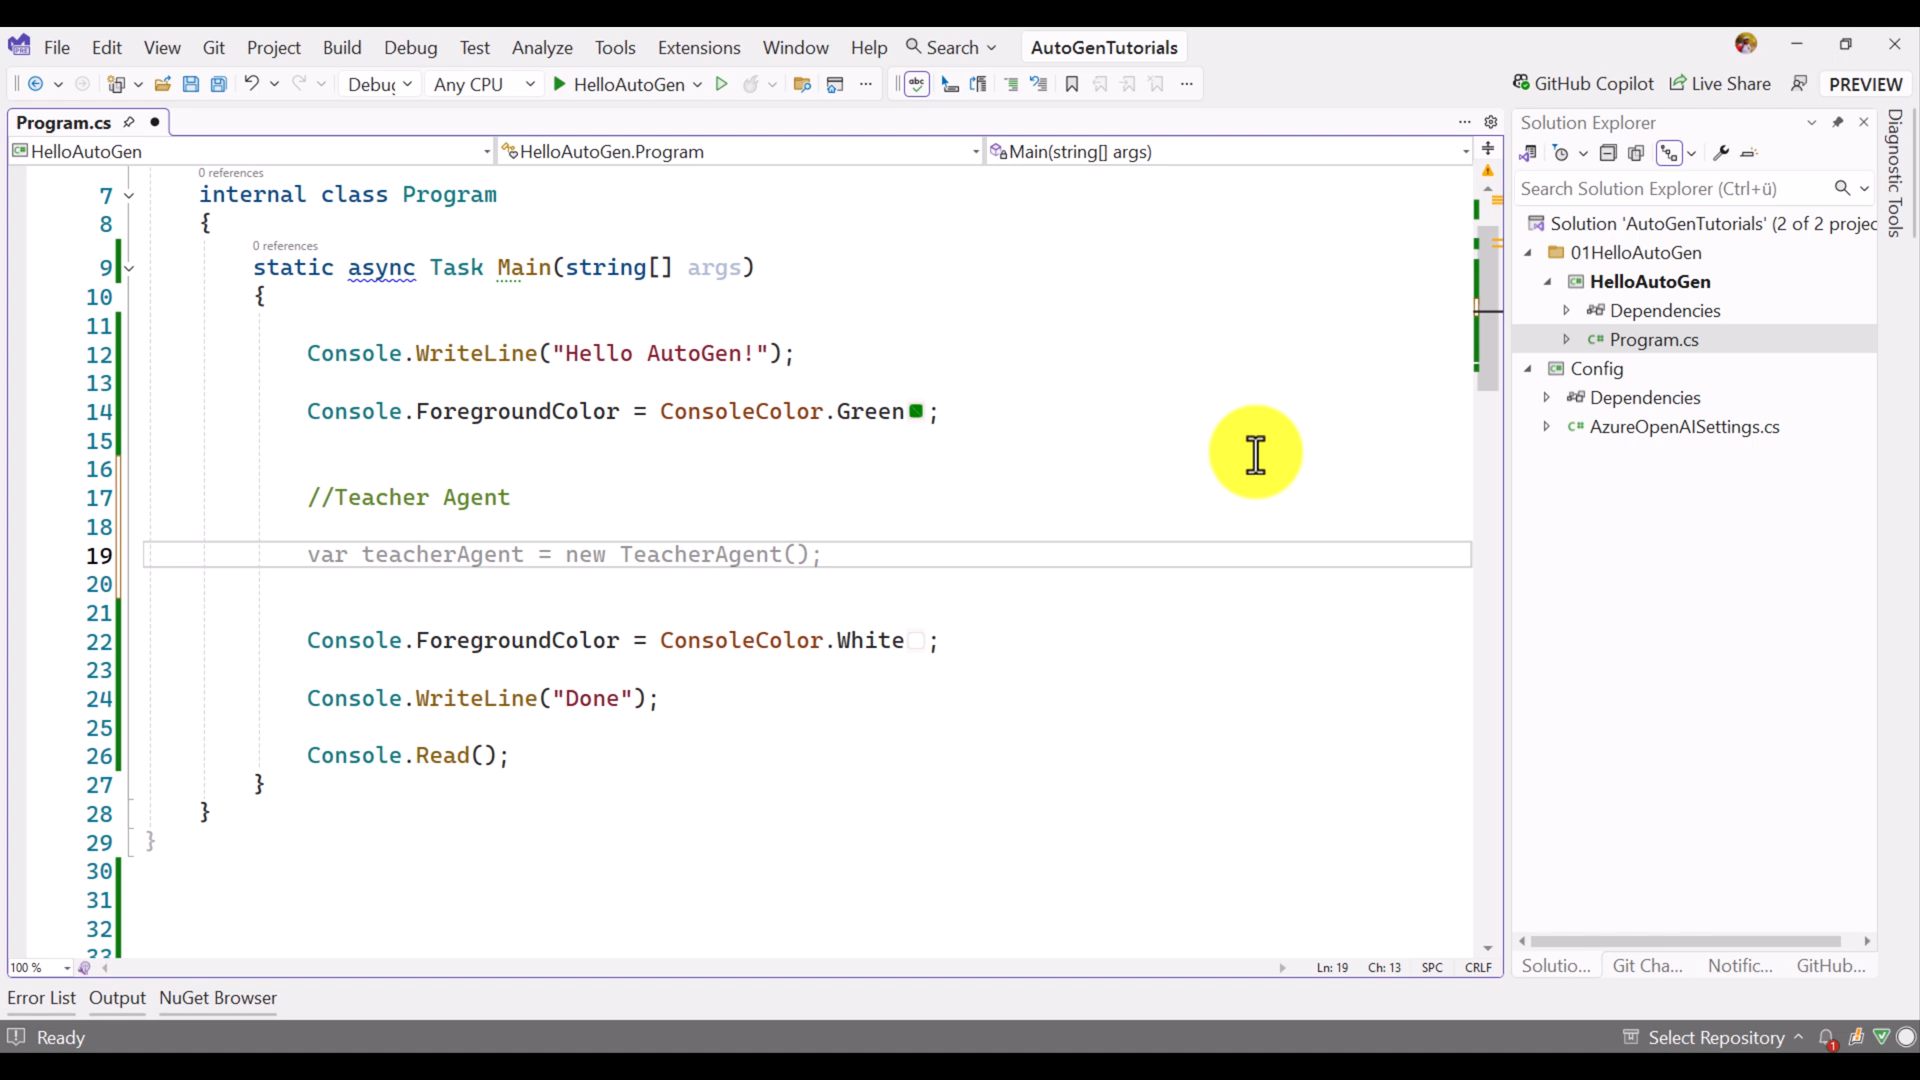 File Edit View Git Project Build Debug Test Analyze Tools Extensions Window Help Search AutoGenTutorials
Debug Any CPU HelloAutoGen GitHub Copilot Live Share PREVIEW
Program.cs
HelloAutoGen HelloAutoGen.Program Main(string[] args)
0 references
7 internal class Program
8 {
0 references
9 static async Task Main(string[] args)
10 {
11
12 Console.WriteLine("Hello AutoGen!");
13
14 Console.ForegroundColor = ConsoleColor.Green;
15
16
17 //Teacher Agent
18
19 var teacherAgent = new TeacherAgent();
20
21
22 Console.ForegroundColor = ConsoleColor.White;
23
24 Console.WriteLine("Done");
25
26 Console.Read();
27 }
28 }
29 }
30
31
32
33
100 % Ln: 19 Ch: 13 SPC CRLF
Solution Explorer
Search Solution Explorer (Ctrl+ü)
Solution 'AutoGenTutorials' (2 of 2 projec
01HelloAutoGen
HelloAutoGen
Dependencies
C# Program.cs
Config
Dependencies
C# AzureOpenAISettings.cs
Solutio... Git Cha... Notific... GitHub...
Diagnostic Tools
Error List Output NuGet Browser
Ready Select Repository 1